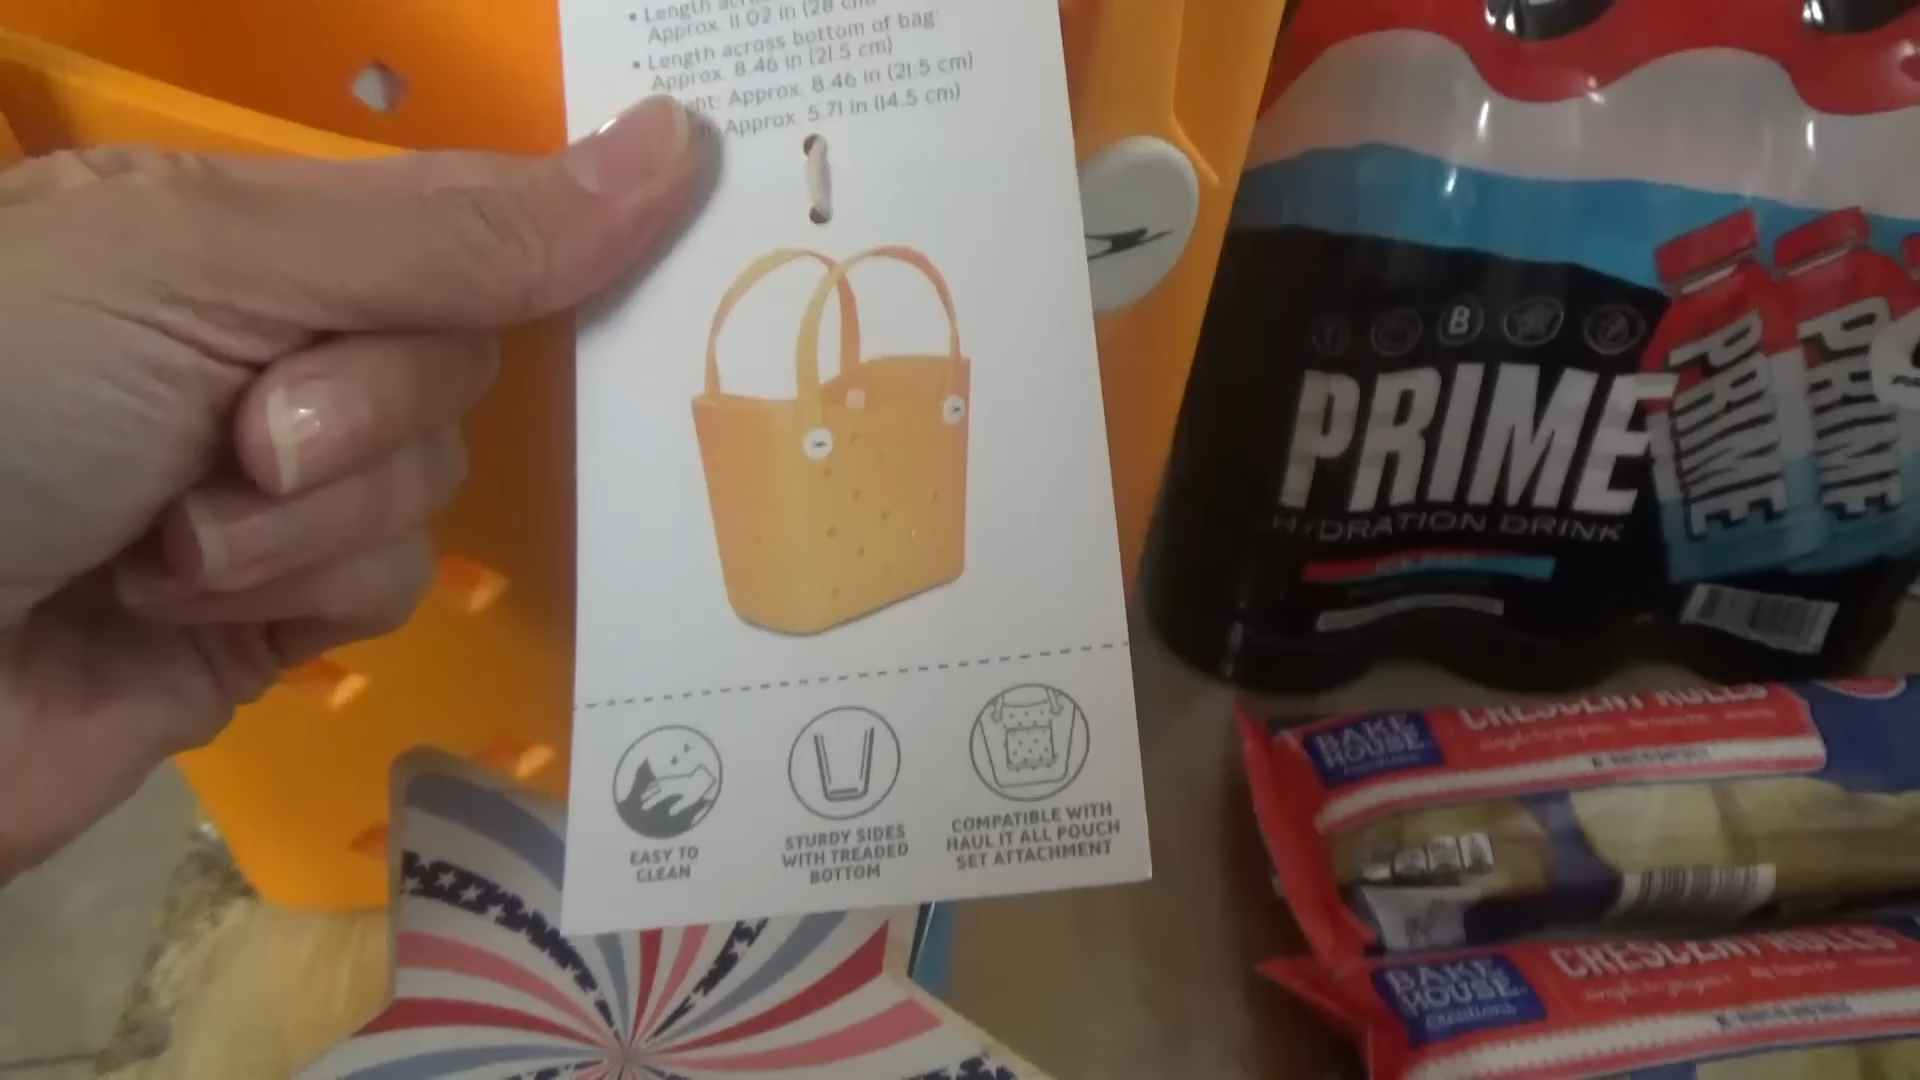 • Length
Approx. 11.02 in (28 cm
• Length across bottom of bag:
Approx. 8.46 in (21.5 cm)
ght: Approx. 8.46 in (21.5 cm)
Approx. 5.71 in (14.5 cm)
EASY TO
CLEAN
STURDY SIDES
WITH TREADED
BOTTOM
COMPATIBLE WITH
HAUL IT ALL POUCH
SET ATTACHMENT
B
PRIME
HYDRATION DRINK
PRIME
PRIME
BAKE
HOUSE
Creations
CRESCENT ROLLS
BAKE
HOUSE
Creations
CRESCENT ROLLS